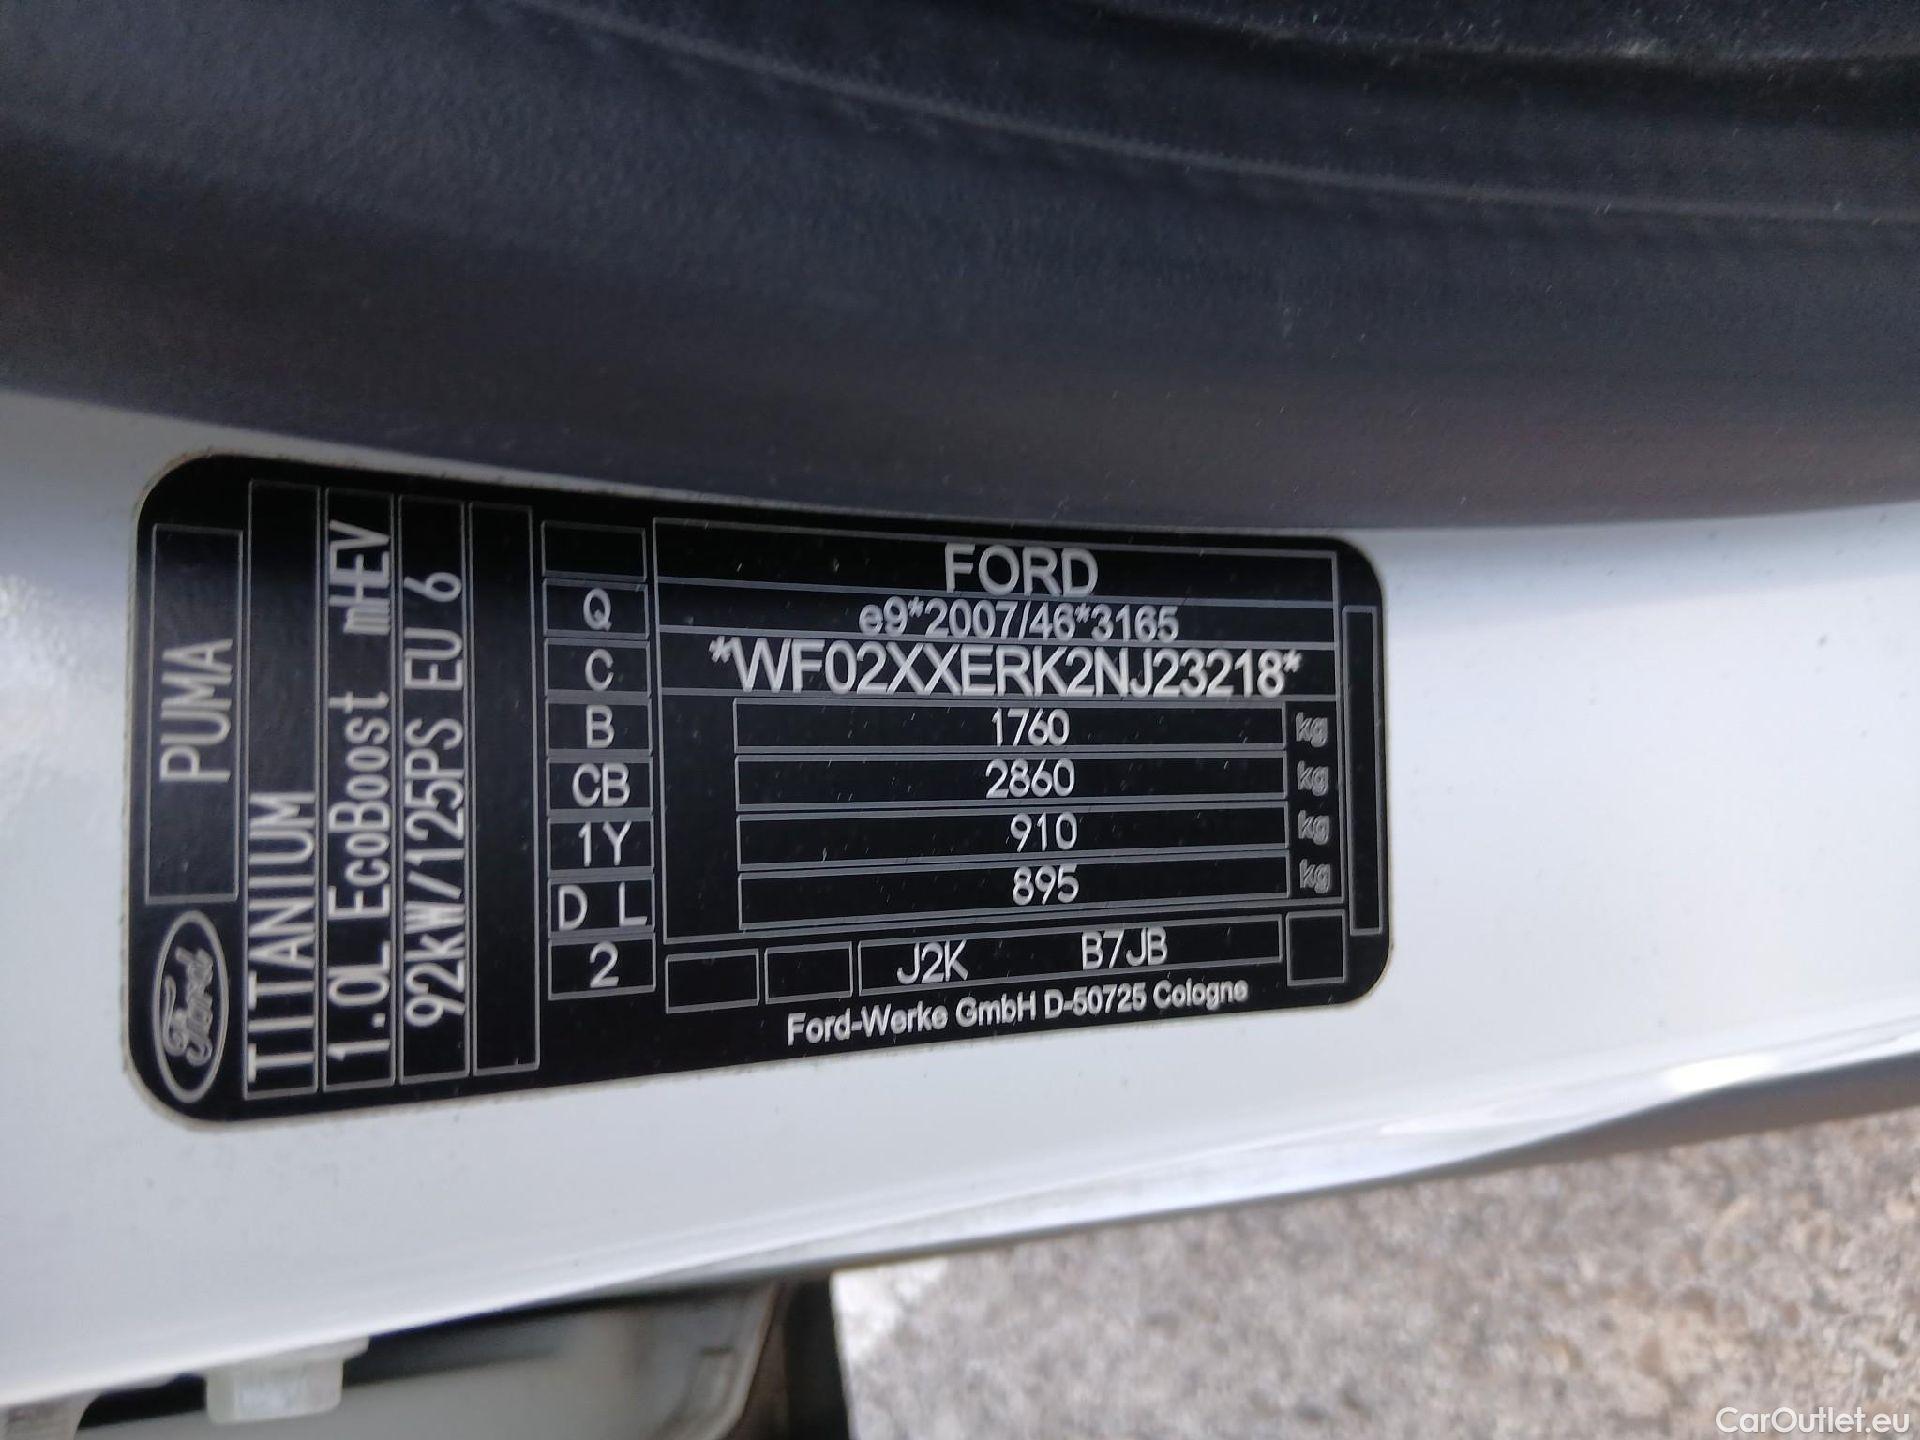 Ford
PUMA
TITANIUM
1.0L EcoBoost mHEV
92kW/125PS EU 6
FORD
Q e9*2007/46*3165
C *WF02XXERK2NJ23218*
B 1760 kg
CB 2860 kg
1Y 910 kg
D L 895 kg
2 J2K B7JB
Ford-Werke GmbH D-50725 Cologne
CarOutlet.eu